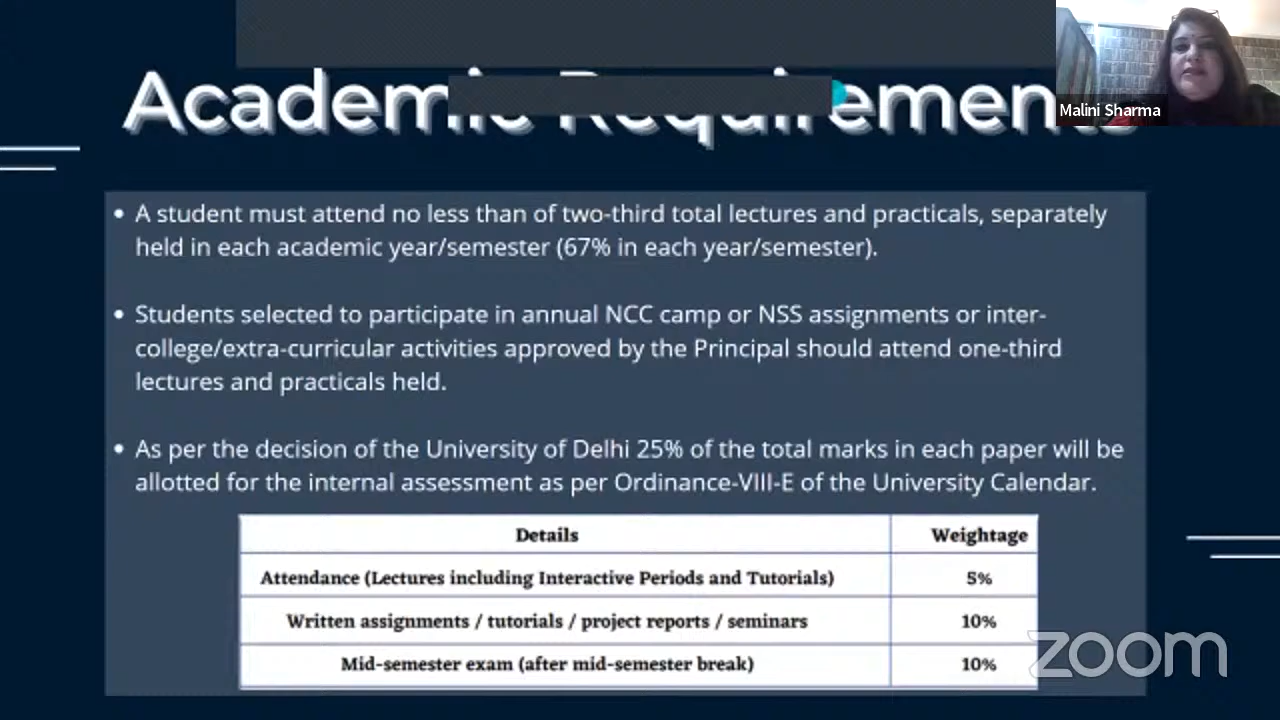 Academic Requirements
Malini Sharma
• A student must attend no less than of two-third total lectures and practicals, separately
held in each academic year/semester (67% in each year/semester).
• Students selected to participate in annual NCC camp or NSS assignments or inter-
college/extra-curricular activities approved by the Principal should attend one-third
lectures and practicals held.
• As per the decision of the University of Delhi 25% of the total marks in each paper will be
allotted for the internal assessment as per Ordinance-VIII-E of the University Calendar.
Details Weightage
Attendance (Lectures including Interactive Periods and Tutorials) 5%
Written assignments / tutorials / project reports / seminars 10%
Mid-semester exam (after mid-semester break) 10%
zoom